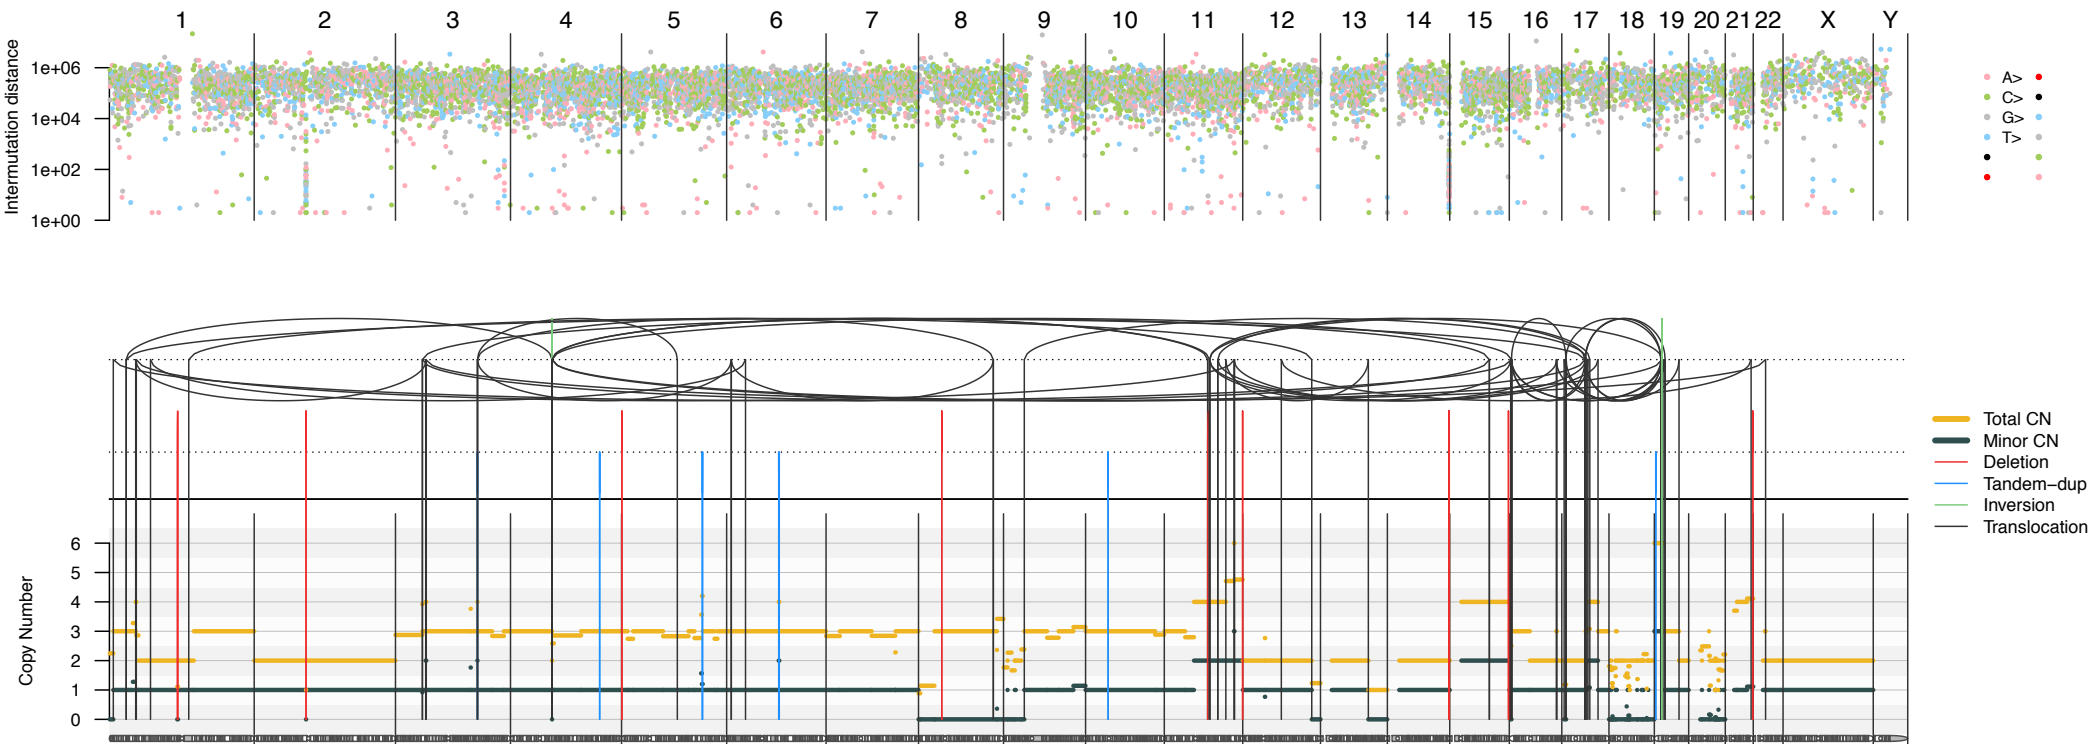 1 2 3 4 5 6 7 8 9 10 11 12 13 14 15 16 17 18 19 20 21 22 X Y
Intermutation distance
1e+06
1e+04
1e+02
1e+00
A>
C>
G>
T>
Total CN
Minor CN
Deletion
Tandem−dup
Inversion
Translocation
Copy Number
6
5
4
3
2
1
0